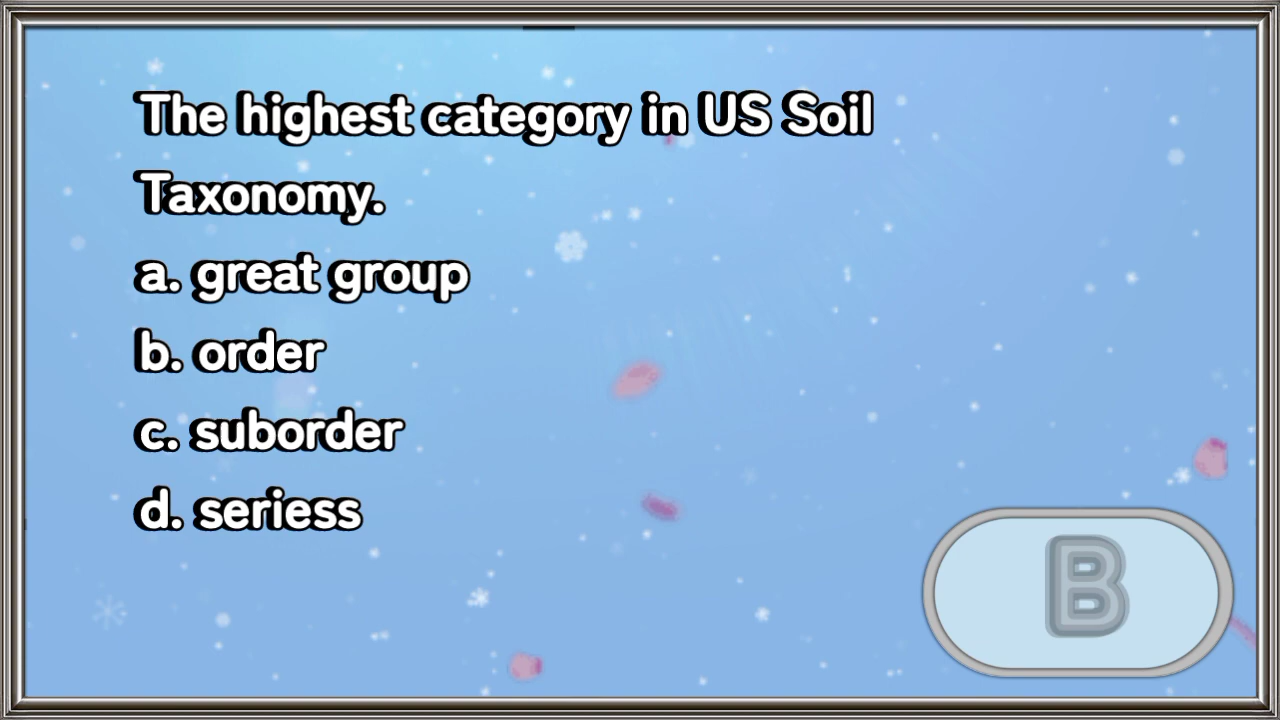 The highest category in US Soil
Taxonomy.
a. great group
b. order
c. suborder
d. seriess
B